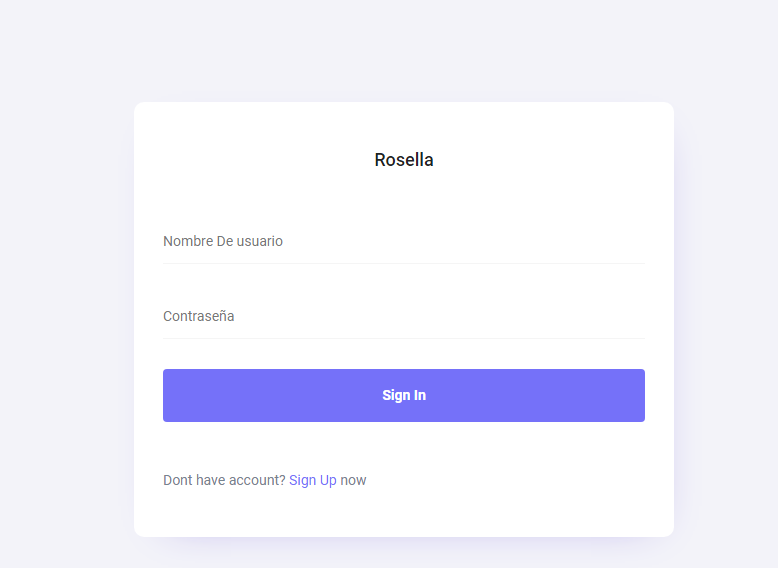 Rosella
Nombre De usuario
Contraseña
Sign In
Dont have account? Sign Up now